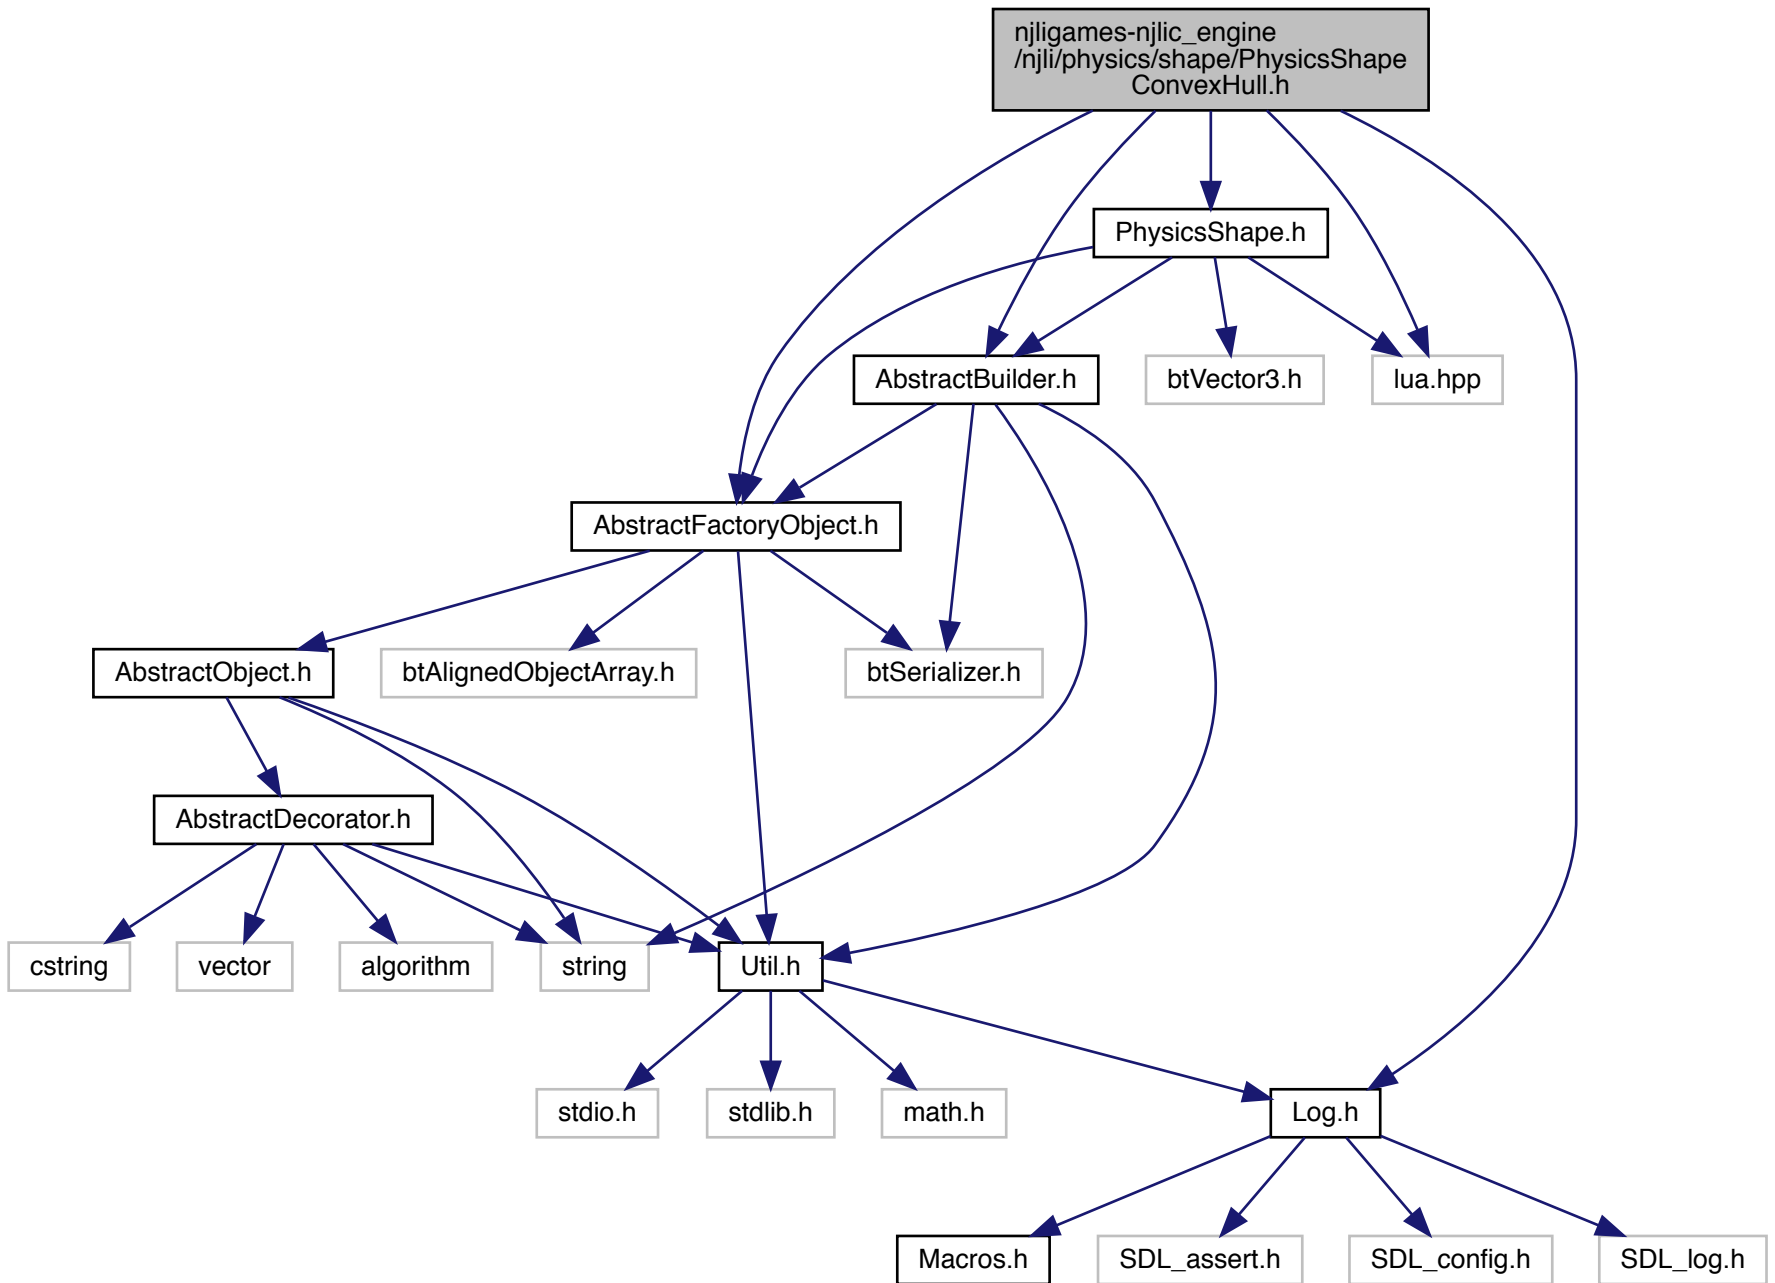 njligames-njlic_engine
/njli/physics/shape/PhysicsShape
ConvexHull.h
PhysicsShape.h
AbstractBuilder.h
btVector3.h
lua.hpp
AbstractFactoryObject.h
AbstractObject.h
btAlignedObjectArray.h
btSerializer.h
AbstractDecorator.h
cstring
vector
algorithm
string
Util.h
stdio.h
stdlib.h
math.h
Log.h
Macros.h
SDL_assert.h
SDL_config.h
SDL_log.h